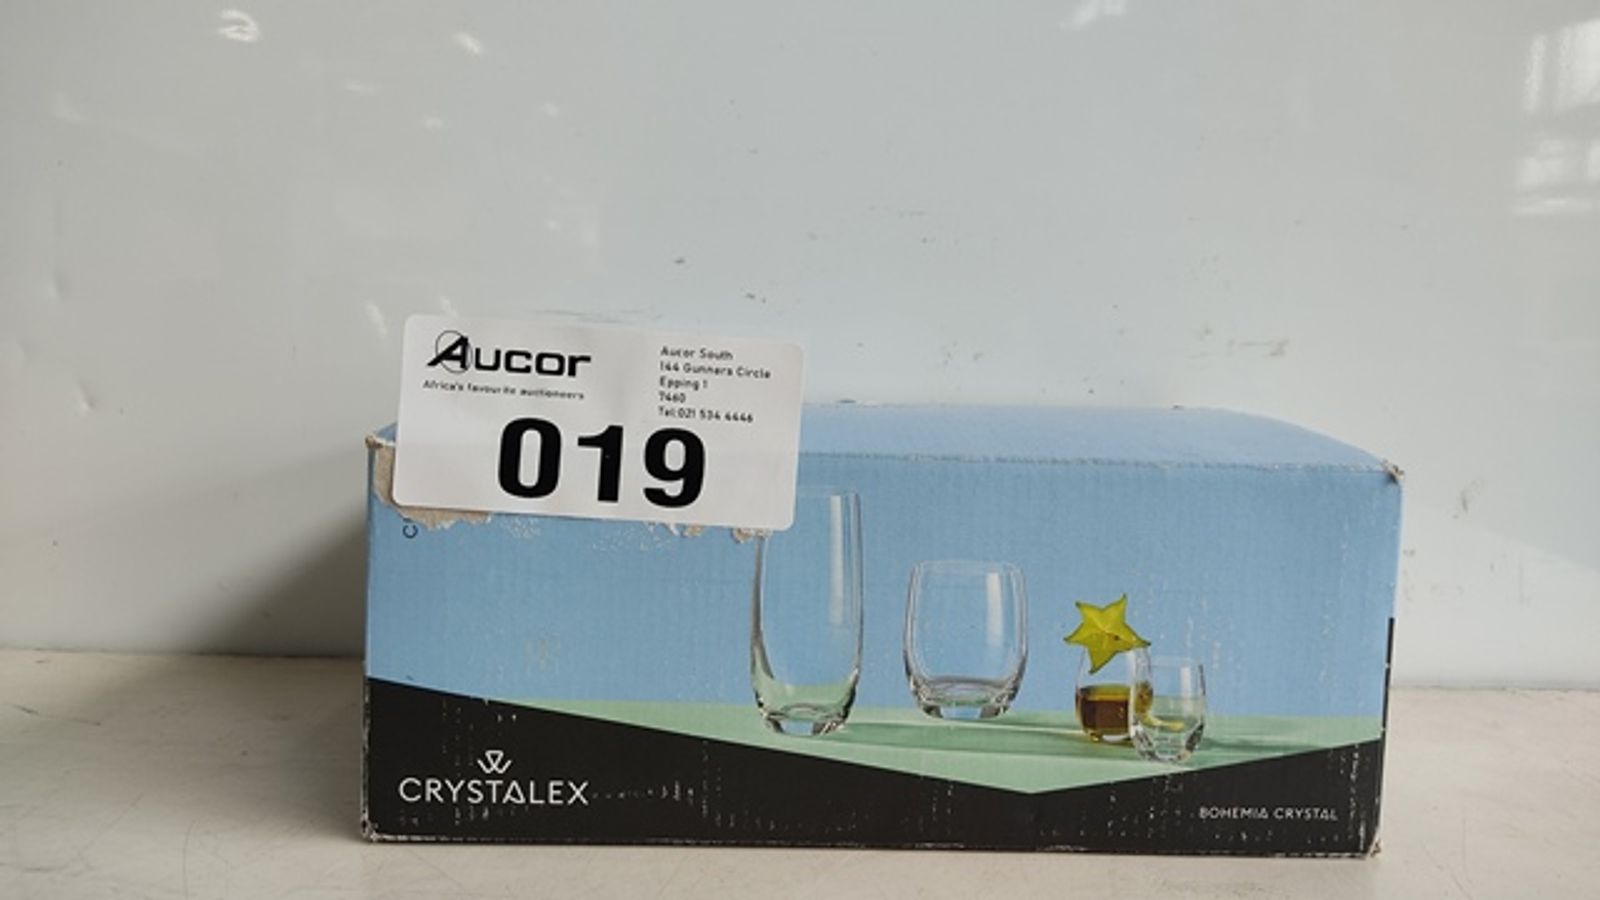 Aucor
Africa's favourite auctioneers
Aucor South
144 Gunners Circle
Epping 1
7460
Tel:021 534 4446
019
CRYSTALEX
BOHEMIA CRYSTAL